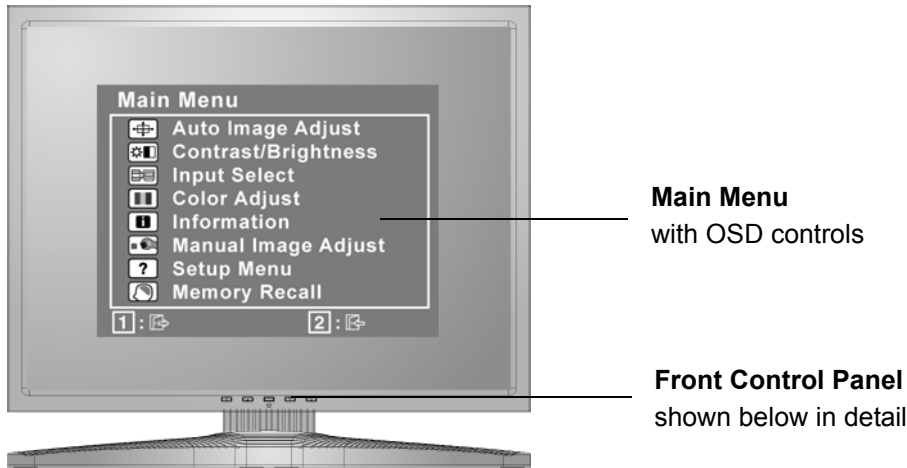 Main Menu
Auto Image Adjust
Contrast/Brightness
Input Select
Color Adjust
Information
Manual Image Adjust
Setup Menu
Memory Recall
1 : 2 :
Main Menu
with OSD controls
Front Control Panel
shown below in detail